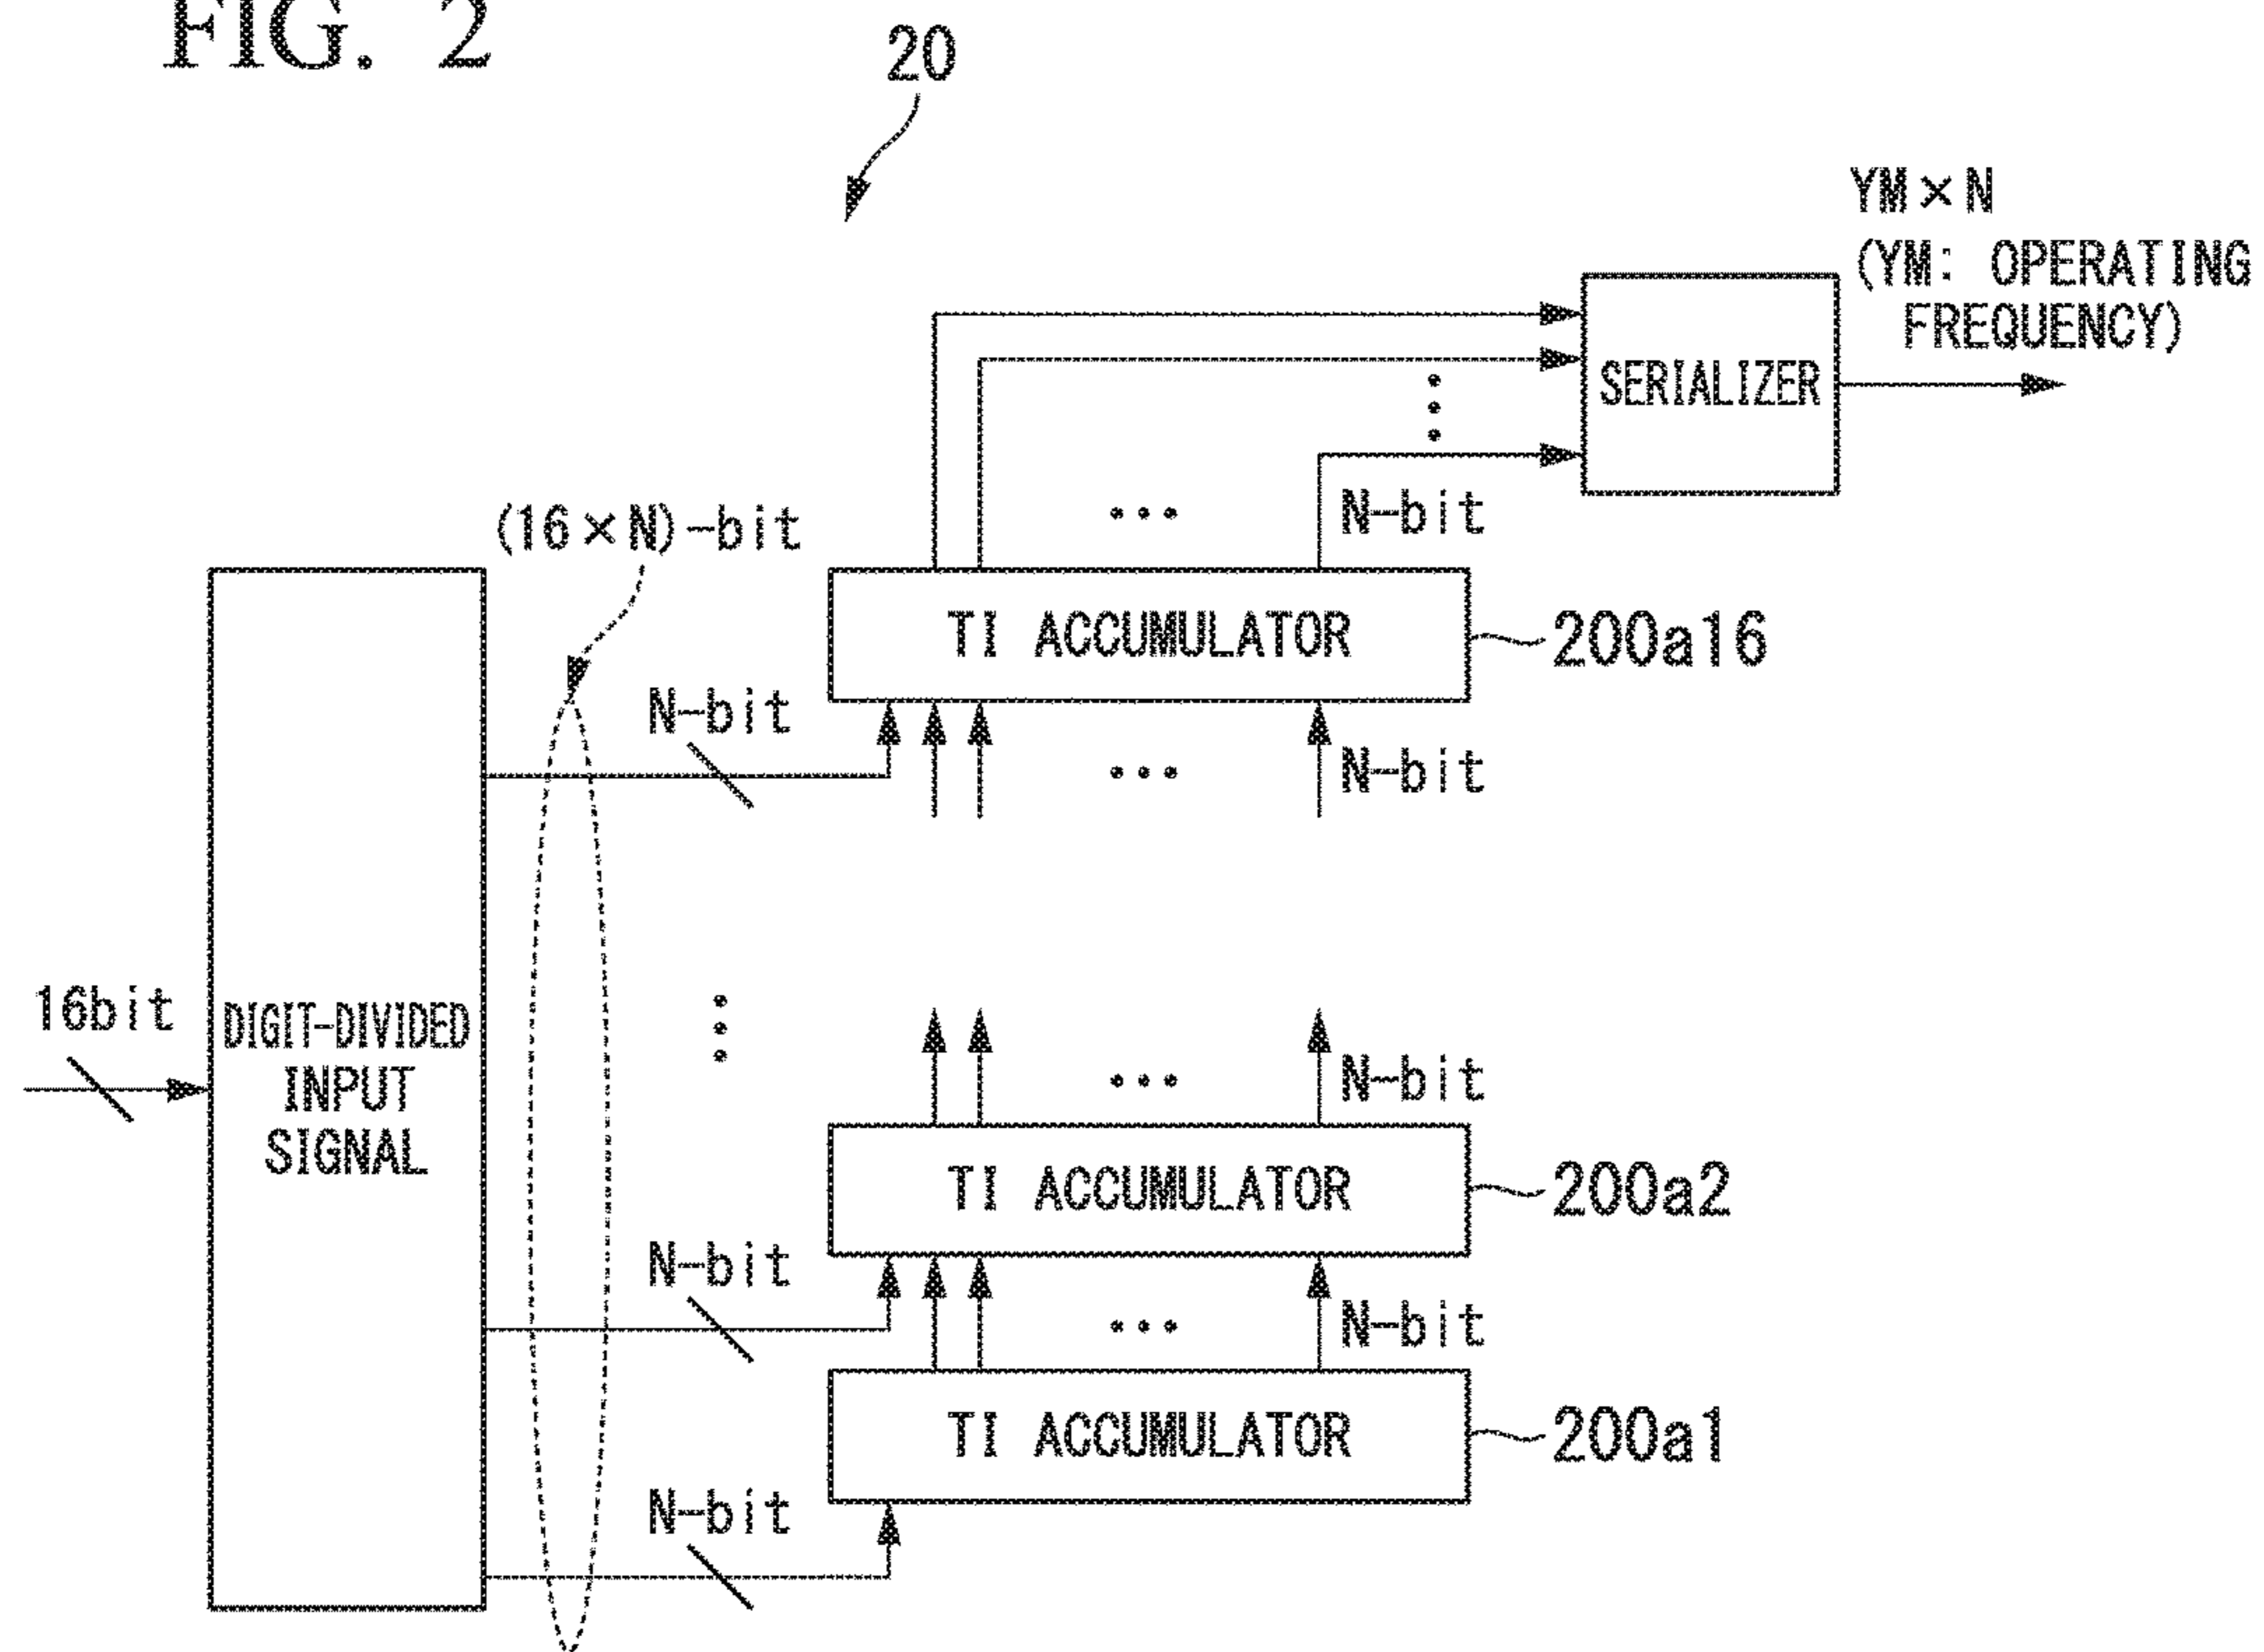 FIG. 2
20
YM×N
(YM: OPERATING
FREQUENCY)
SERIALIZER
(16×N)-bit
N-bit
TI ACCUMULATOR
200a16
N-bit
N-bit
16bit
DIGIT-DIVIDED
INPUT
SIGNAL
N-bit
TI ACCUMULATOR
200a2
N-bit
N-bit
TI ACCUMULATOR
200a1
N-bit